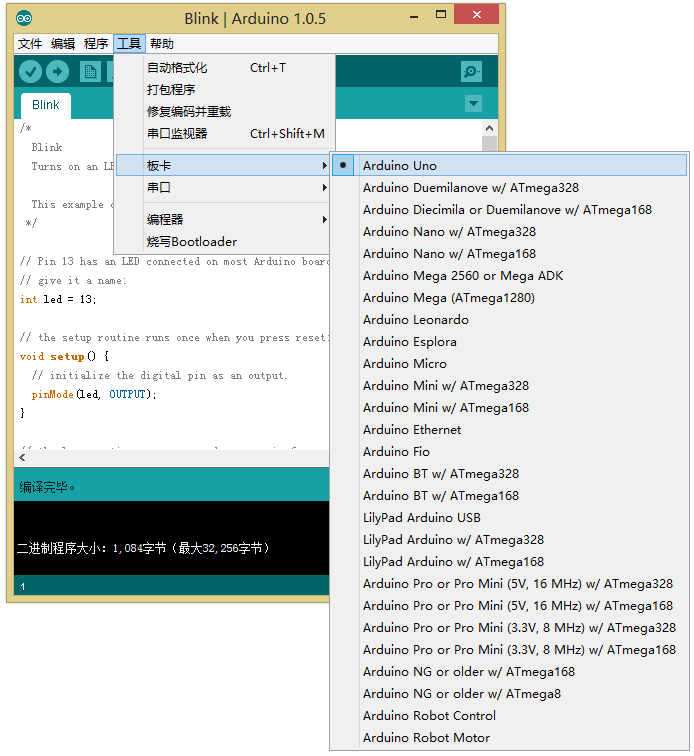 Blink | Arduino 1.0.5
文件 编辑 程序 工具 帮助
自动格式化 Ctrl+T
打包程序
修复编码并重载
串口监视器 Ctrl+Shift+M
板卡
串口
编程器
烧写Bootloader
Arduino Uno
Arduino Duemilanove w/ ATmega328
Arduino Diecimila or Duemilanove w/ ATmega168
Arduino Nano w/ ATmega328
Arduino Nano w/ ATmega168
Arduino Mega 2560 or Mega ADK
Arduino Mega (ATmega1280)
Arduino Leonardo
Arduino Esplora
Arduino Micro
Arduino Mini w/ ATmega328
Arduino Mini w/ ATmega168
Arduino Ethernet
Arduino Fio
Arduino BT w/ ATmega328
Arduino BT w/ ATmega168
LilyPad Arduino USB
LilyPad Arduino w/ ATmega328
LilyPad Arduino w/ ATmega168
Arduino Pro or Pro Mini (5V, 16 MHz) w/ ATmega328
Arduino Pro or Pro Mini (5V, 16 MHz) w/ ATmega168
Arduino Pro or Pro Mini (3.3V, 8 MHz) w/ ATmega328
Arduino Pro or Pro Mini (3.3V, 8 MHz) w/ ATmega168
Arduino NG or older w/ ATmega168
Arduino NG or older w/ ATmega8
Arduino Robot Control
Arduino Robot Motor
Blink
/*
Blink
Turns on an
This example
*/
// Pin 13 has an LED connected on most Arduino
// give it a name:
int led = 13;
// the setup routine runs once when you press reset:
void setup() {
// initialize the digital pin as an output.
pinMode(led, OUTPUT);
}
编译完毕。
二进制程序大小：1,084字节（最大32,256字节）
1